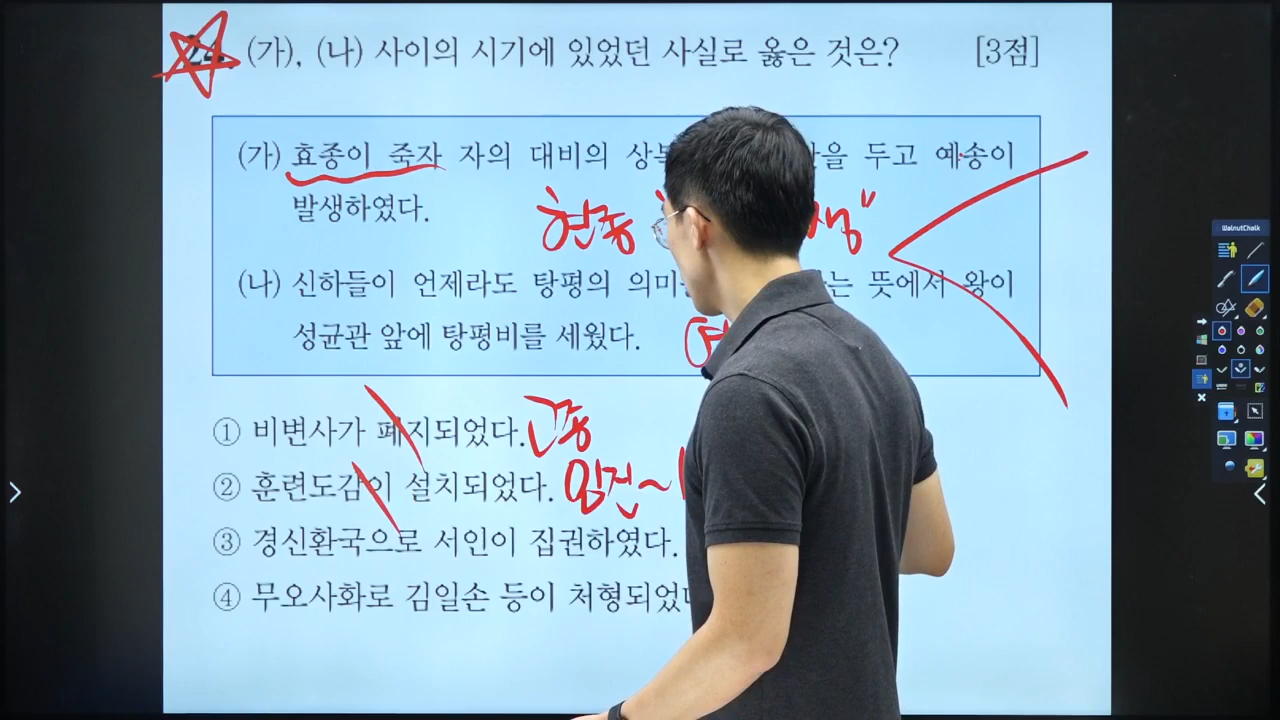 (가), (나) 사이의 시기에 있었던 사실로 옳은 것은? [3점]
(가) 효종이 죽자 자의 대비의 두고 예송이
발생하였다.
현종
(나) 신하들이 언제라도 탕평의 뜻에서 왕이
성균관 앞에 탕평비를 세웠다.
① 비변사가 폐지되었다. 고종
② 훈련도감이 설치되었다. 임진~
③ 경신환국으로 서인이 집권하였다.
④ 무오사화로 김일손 등이 처형되었
WalnutChalk